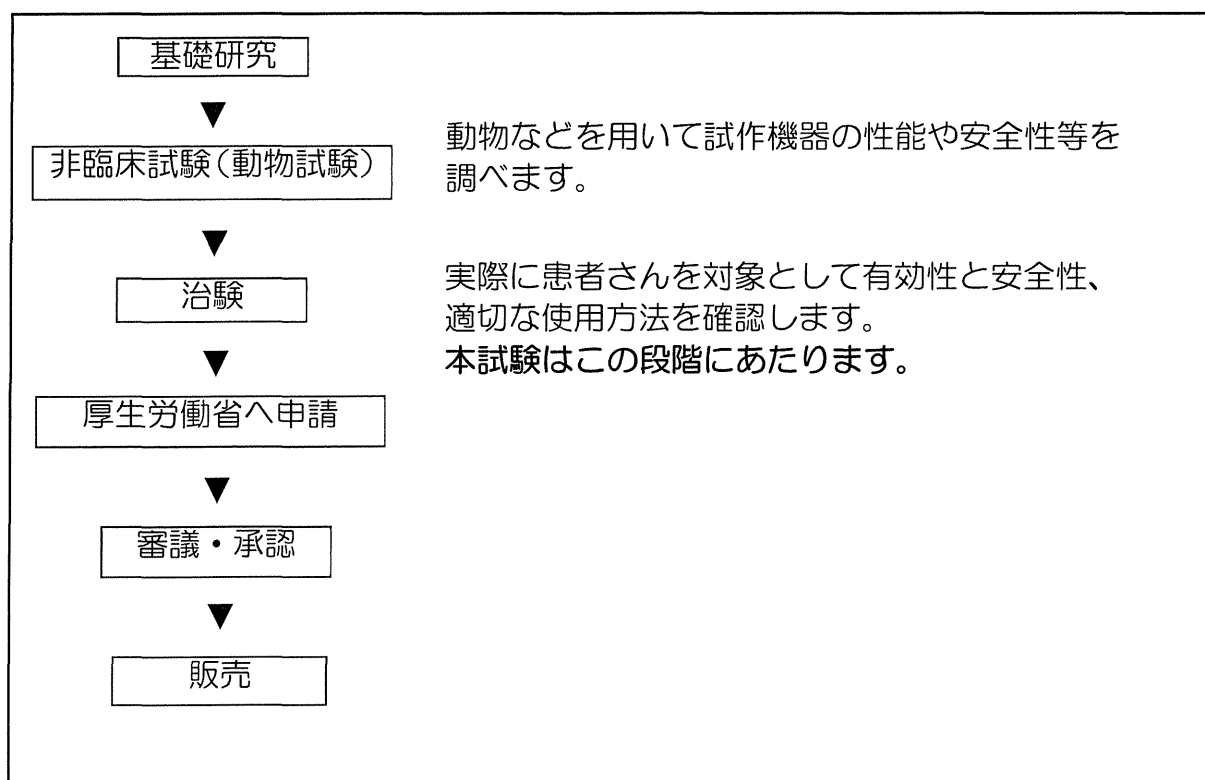 基礎研究
▼
非臨床試験(動物試験)
動物などを用いて試作機器の性能や安全性等を
調べます。
▼
治験
実際に患者さんを対象として有効性と安全性、
適切な使用方法を確認します。
本試験はこの段階にあたります。
▼
厚生労働省へ申請
▼
審議・承認
▼
販売